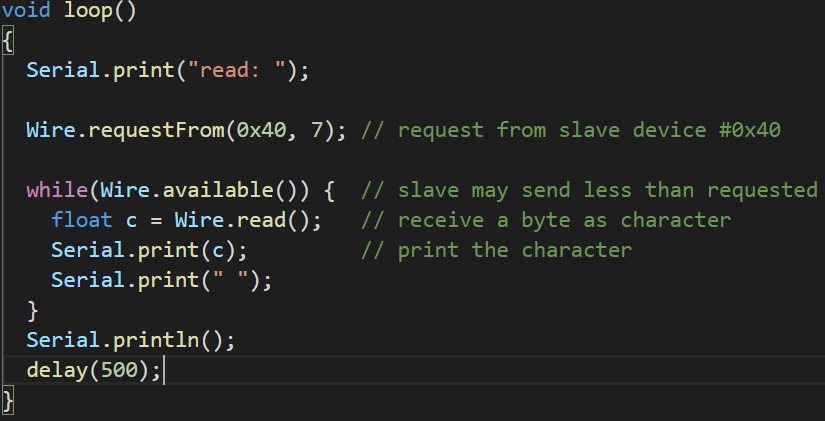 void loop()
{
  Serial.print("read: ");
  Wire.requestFrom(0x40, 7); // request from slave device #0x40
  while(Wire.available()) {  // slave may send less than requested
    float c = Wire.read();   // receive a byte as character
    Serial.print(c);         // print the character
    Serial.print(" ");
  }
  Serial.println();
  delay(500);
}